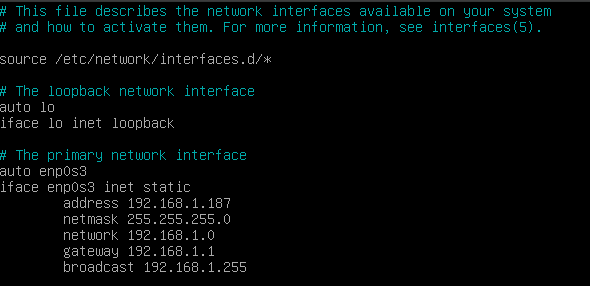 # This file describes the network interfaces available on your system
# and how to activate them. For more information, see interfaces(5).
source /etc/network/interfaces.d/*
# The loopback network interface
auto lo
iface lo inet loopback
# The primary network interface
auto enp0s3
iface enp0s3 inet static
address 192.168.1.187
netmask 255.255.255.0
network 192.168.1.0
gateway 192.168.1.1
broadcast 192.168.1.255